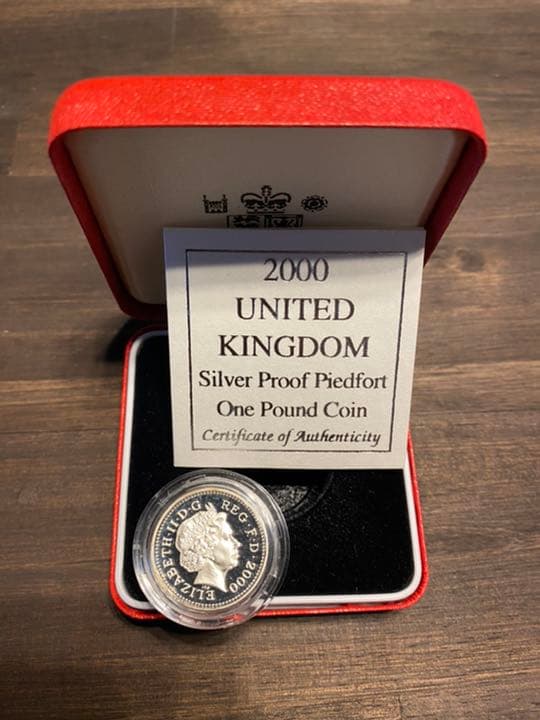 2000
UNITED
KINGDOM
Silver Proof Piedfort
One Pound Coin
Certificate of Authenticity
ELIZABETH·II·D·G REG·F·D·2000